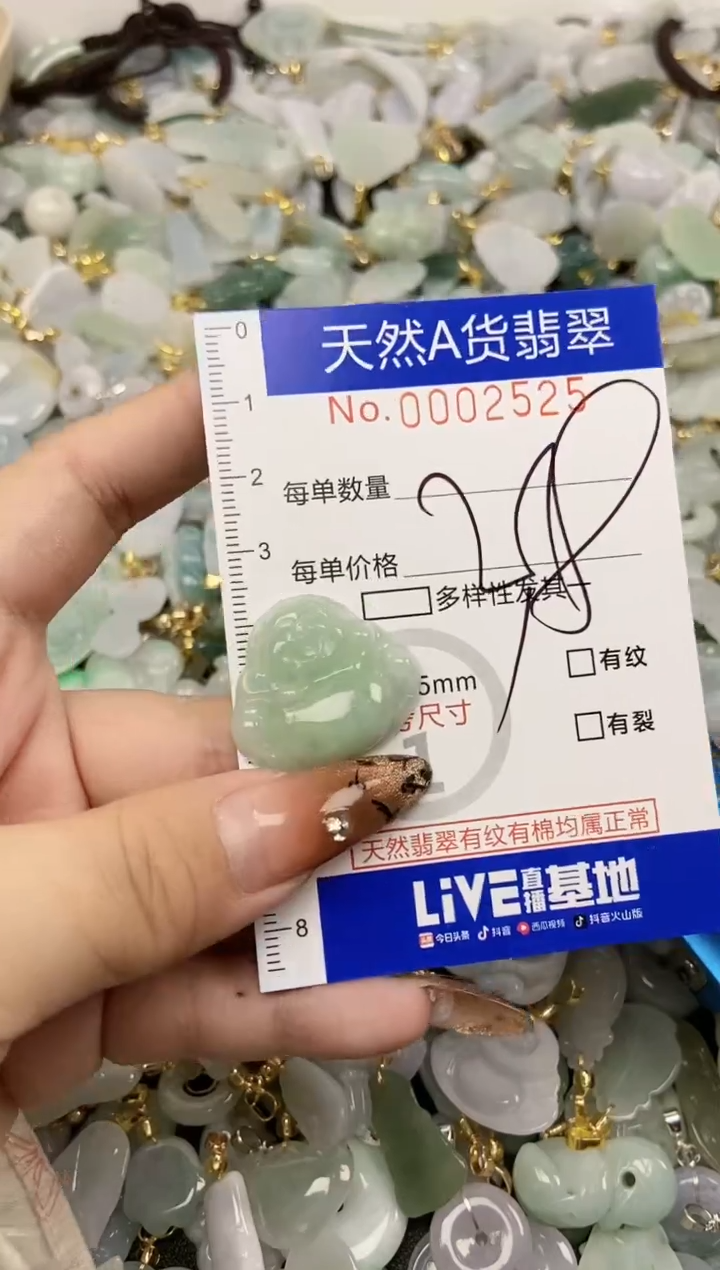 天然A货翡翠
No.0002525
每单数量
每单价格
多样性发其一
5mm
尺寸
有纹
有裂
天然翡翠有纹有棉均属正常
LiVE直播基地
今日头条 抖音 西瓜视频 抖音火山版
0
1
2
3
8